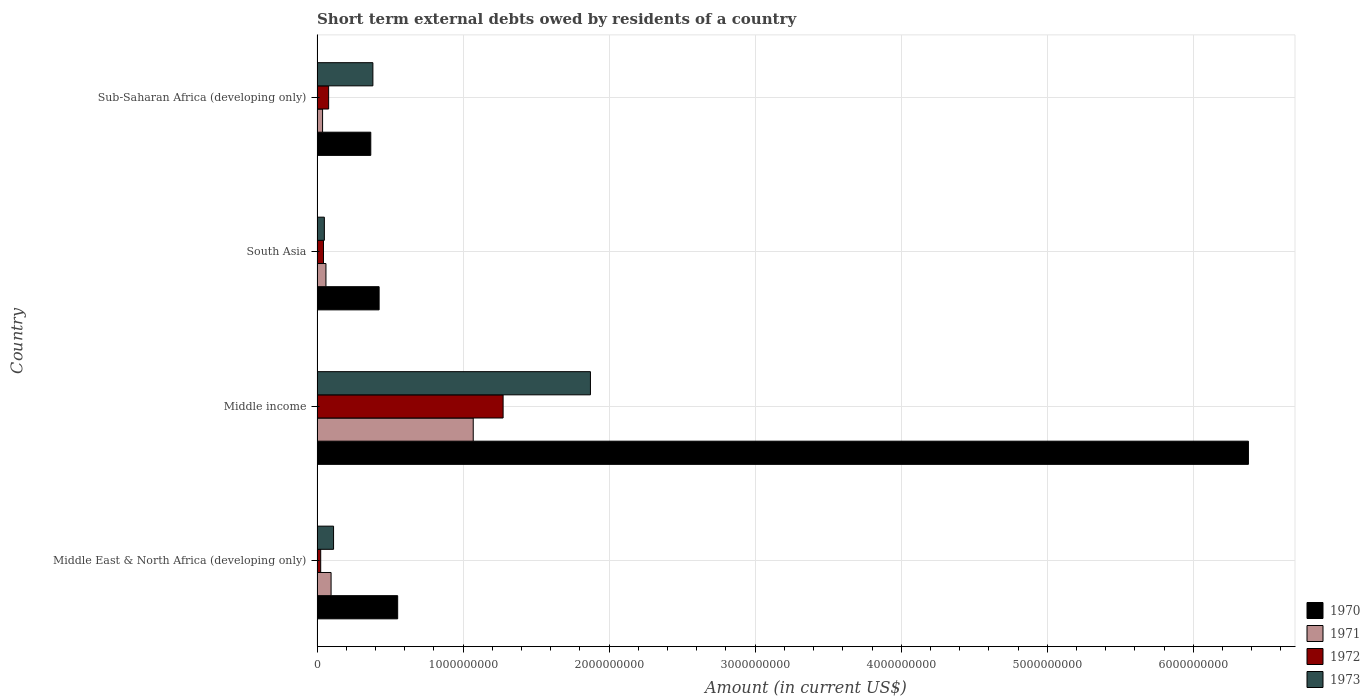 Short term external debts owed by residents of a country
Sub-Saharan Africa (developing only)
South Asia
Middle income
Middle East & North Africa (developing only)
Country
0
1000000000
2000000000
3000000000
4000000000
5000000000
6000000000
Amount (in current US$)
1970
1971
1972
1973